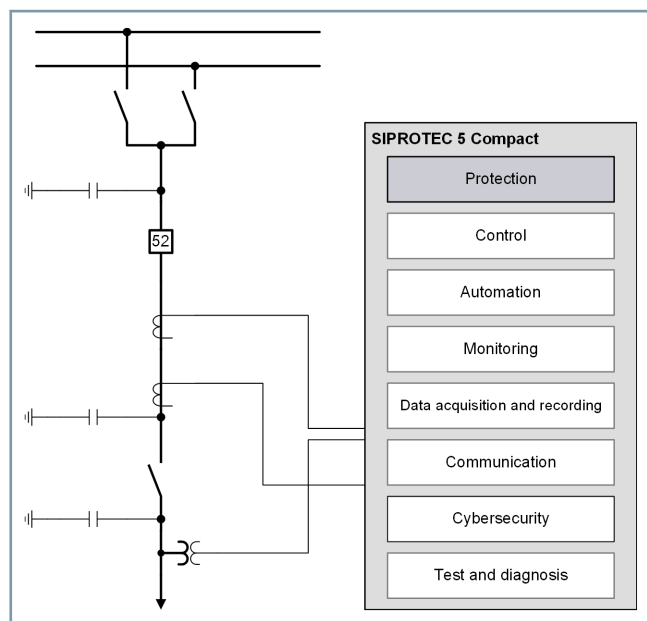 SIPROTEC 5 Compact
Protection
Control
52
Automation
Monitoring
Data acquisition and recording
Communication
Cybersecurity
Test and diagnosis